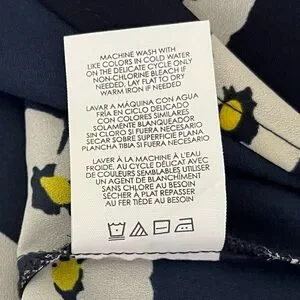 MACHINE WASH WITH
LIKE COLORS IN COLD WATER
ON THE DELICATE CYCLE ONLY
NON-CHLORINE BLEACH IF
NEEDED, LAY FLAT TO DRY
WARM IRON IF NEEDED
LAVAR A MÁQUINA CON AGUA
FRÍA EN CICLO DELICADO
CON COLORES SIMILARES
SOLAMENTE BLANQUEADOR
SIN CLORO SI FUERA NECESARIO
SECAR SOBRE SUPERFICIE PLANA
PLANCHA TIBIA SI FUERA NECESARIO
LAVER À LA MACHINE À L'EAU
FROIDE, AU CYCLE DÉLICAT AVEC
DE COULEURS SEMBLABLES UTILISER
UN AGENT DE BLANCHIMENT
SANS CHLORE AU BESOIN
SÉCHER À PLAT REPASSER
AU FER TIÈDE AU BESOIN